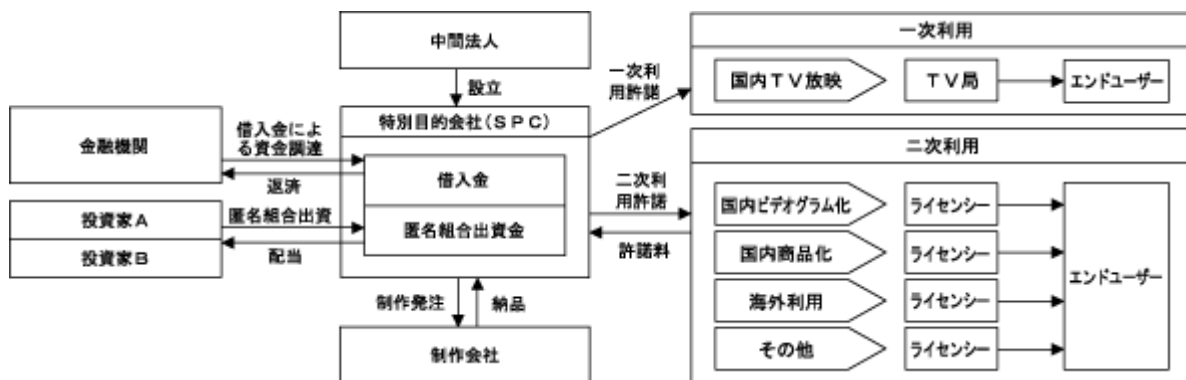 中間法人
設立
特別目的会社(SPC)
借入金
匿名組合出資金
金融機関
借入金によ
る資金調達
返済
投資家A
投資家B
匿名組合出資
配当
制作発注
納品
制作会社
一次利
用許諾
二次利
用許諾
許諾料
一次利用
国内TV放映
TV局
エンドユーザー
二次利用
国内ビデオグラム化
ライセンシー
国内商品化
ライセンシー
海外利用
ライセンシー
その他
ライセンシー
エンドユーザー